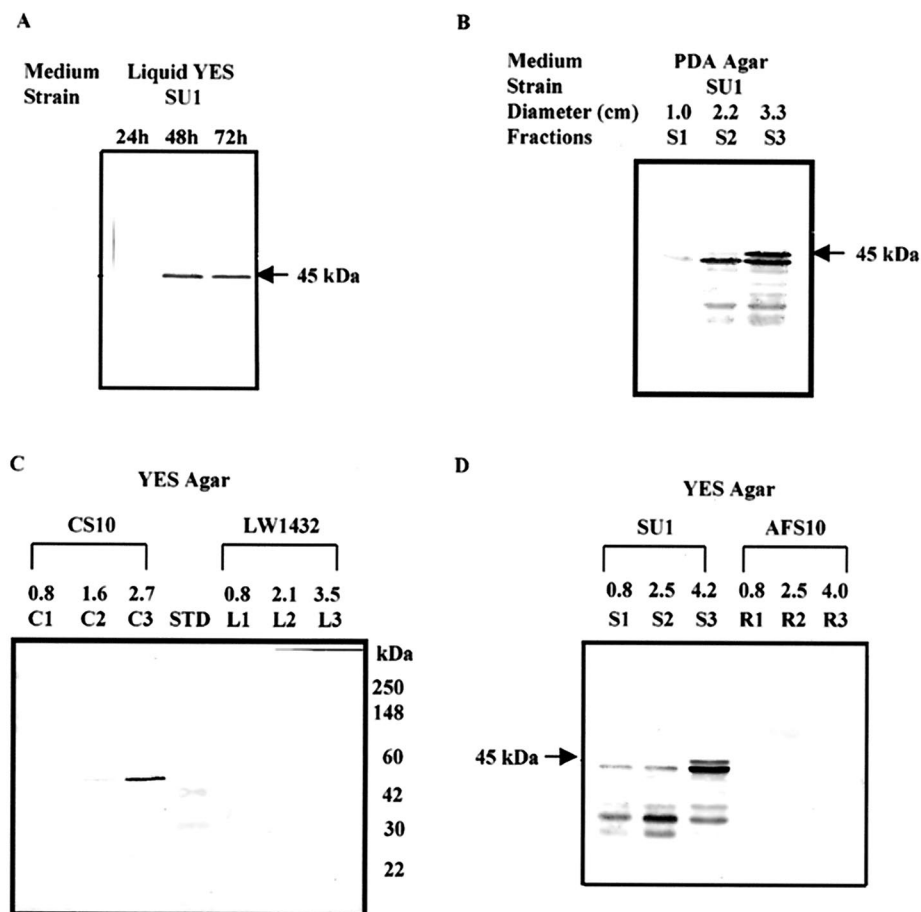 A
Medium Liquid YES
Strain SU1
24h 48h 72h
45 kDa
B
Medium PDA Agar
Strain SU1
Diameter (cm) 1.0 2.2 3.3
Fractions S1 S2 S3
45 kDa
C
YES Agar
CS10 LW1432
0.8 1.6 2.7 0.8 2.1 3.5
C1 C2 C3 STD L1 L2 L3
kDa
250
148
60
42
30
22
D
YES Agar
SU1 AFS10
0.8 2.5 4.2 0.8 2.5 4.0
S1 S2 S3 R1 R2 R3
45 kDa